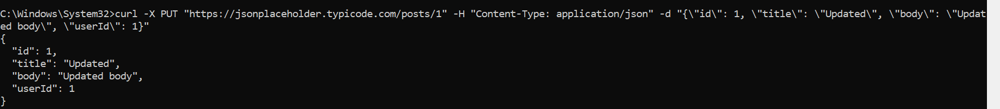 C:\Windows\System32>curl -X PUT "https://jsonplaceholder.typicode.com/posts/1" -H "Content-Type: application/json" -d "{\"id\": 1, \"title\": \"Updated\", \"body\": \"Updat
ed body\", \"userId\": 1}"
{
  "id": 1,
  "title": "Updated",
  "body": "Updated body",
  "userId": 1
}